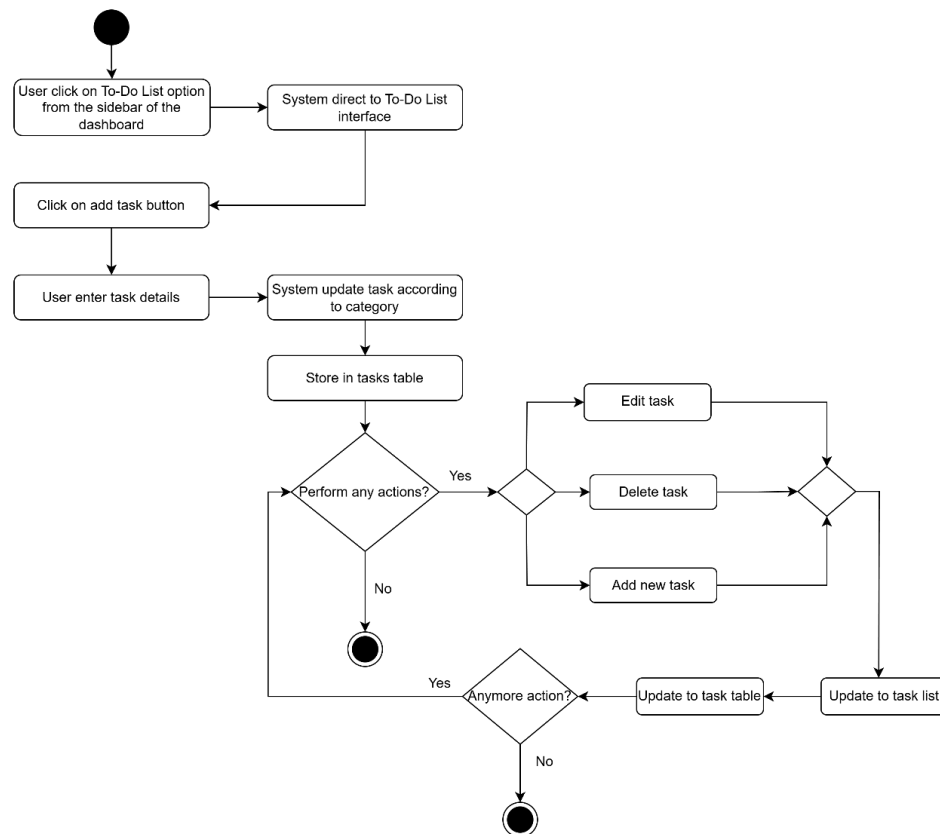 User click on To-Do List option
from the sidebar of the
dashboard
System direct to To-Do List
interface
Click on add task button
User enter task details
System update task according
to category
Store in tasks table
Edit task
Perform any actions?
Yes
Delete task
Add new task
No
Yes
Anymore action?
Update to task table
Update to task list
No